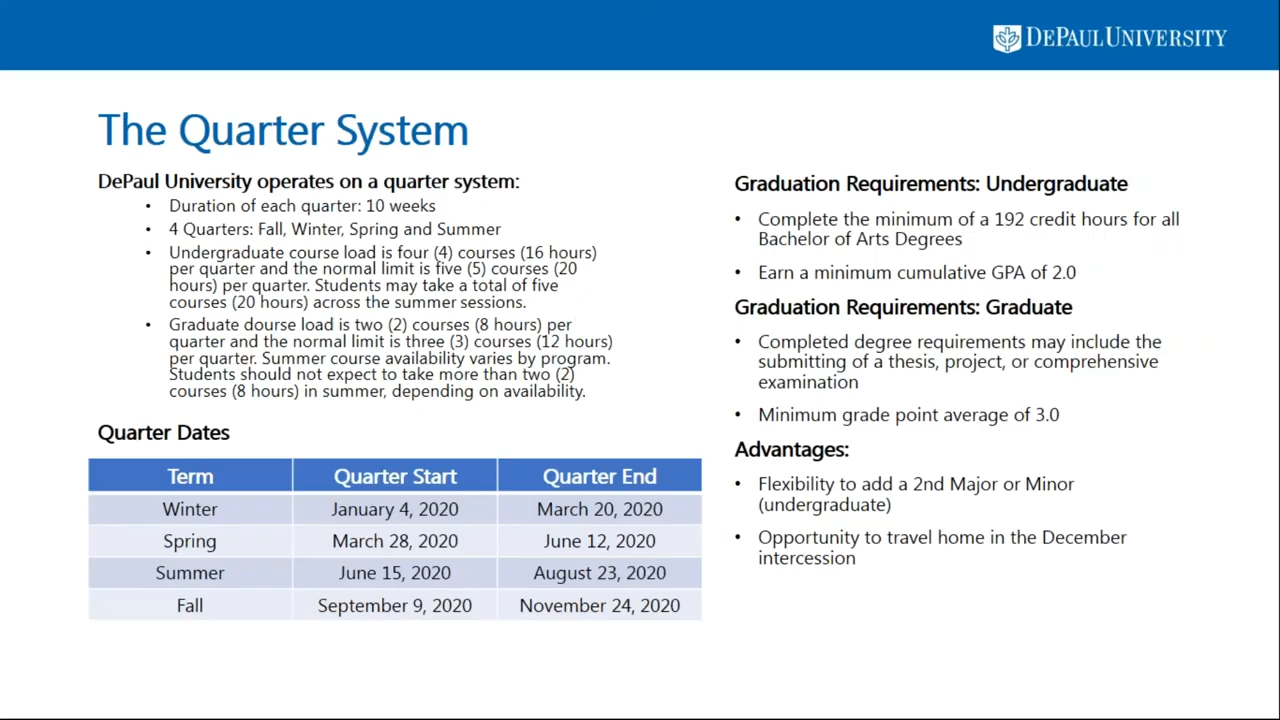 DEPAUL UNIVERSITY
The Quarter System
DePaul University operates on a quarter system:
• Duration of each quarter: 10 weeks
• 4 Quarters: Fall, Winter, Spring and Summer
• Undergraduate course load is four (4) courses (16 hours)
per quarter and the normal limit is five (5) courses (20
hours) per quarter. Students may take a total of five
courses (20 hours) across the summer sessions.
• Graduate dourse load is two (2) courses (8 hours) per
quarter and the normal limit is three (3) courses (12 hours)
per quarter. Summer course availability varies by program.
Students should not expect to take more than two (2)
courses (8 hours) in summer, depending on availability.
Quarter Dates
Term Quarter Start Quarter End
Winter January 4, 2020 March 20, 2020
Spring March 28, 2020 June 12, 2020
Summer June 15, 2020 August 23, 2020
Fall September 9, 2020 November 24, 2020
Graduation Requirements: Undergraduate
• Complete the minimum of a 192 credit hours for all
Bachelor of Arts Degrees
• Earn a minimum cumulative GPA of 2.0
Graduation Requirements: Graduate
• Completed degree requirements may include the
submitting of a thesis, project, or comprehensive
examination
• Minimum grade point average of 3.0
Advantages:
• Flexibility to add a 2nd Major or Minor
(undergraduate)
• Opportunity to travel home in the December
intercession